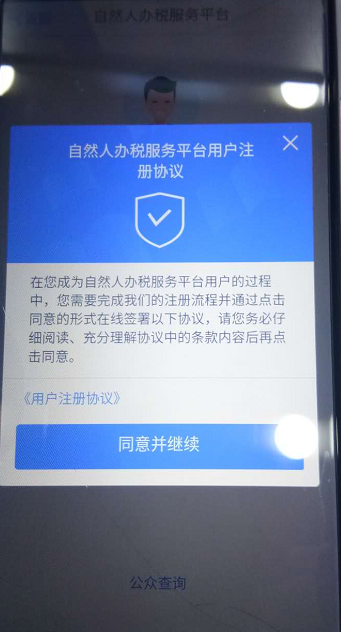 自然人办税服务平台
自然人办税服务平台用户注
册协议
在您成为自然人办税服务平台用户的过程
中，您需要完成我们的注册流程并通过点击
同意的形式在线签署以下协议，请您务必仔
细阅读、充分理解协议中的条款内容后再点
击同意。
《用户注册协议》
同意并继续
公众查询